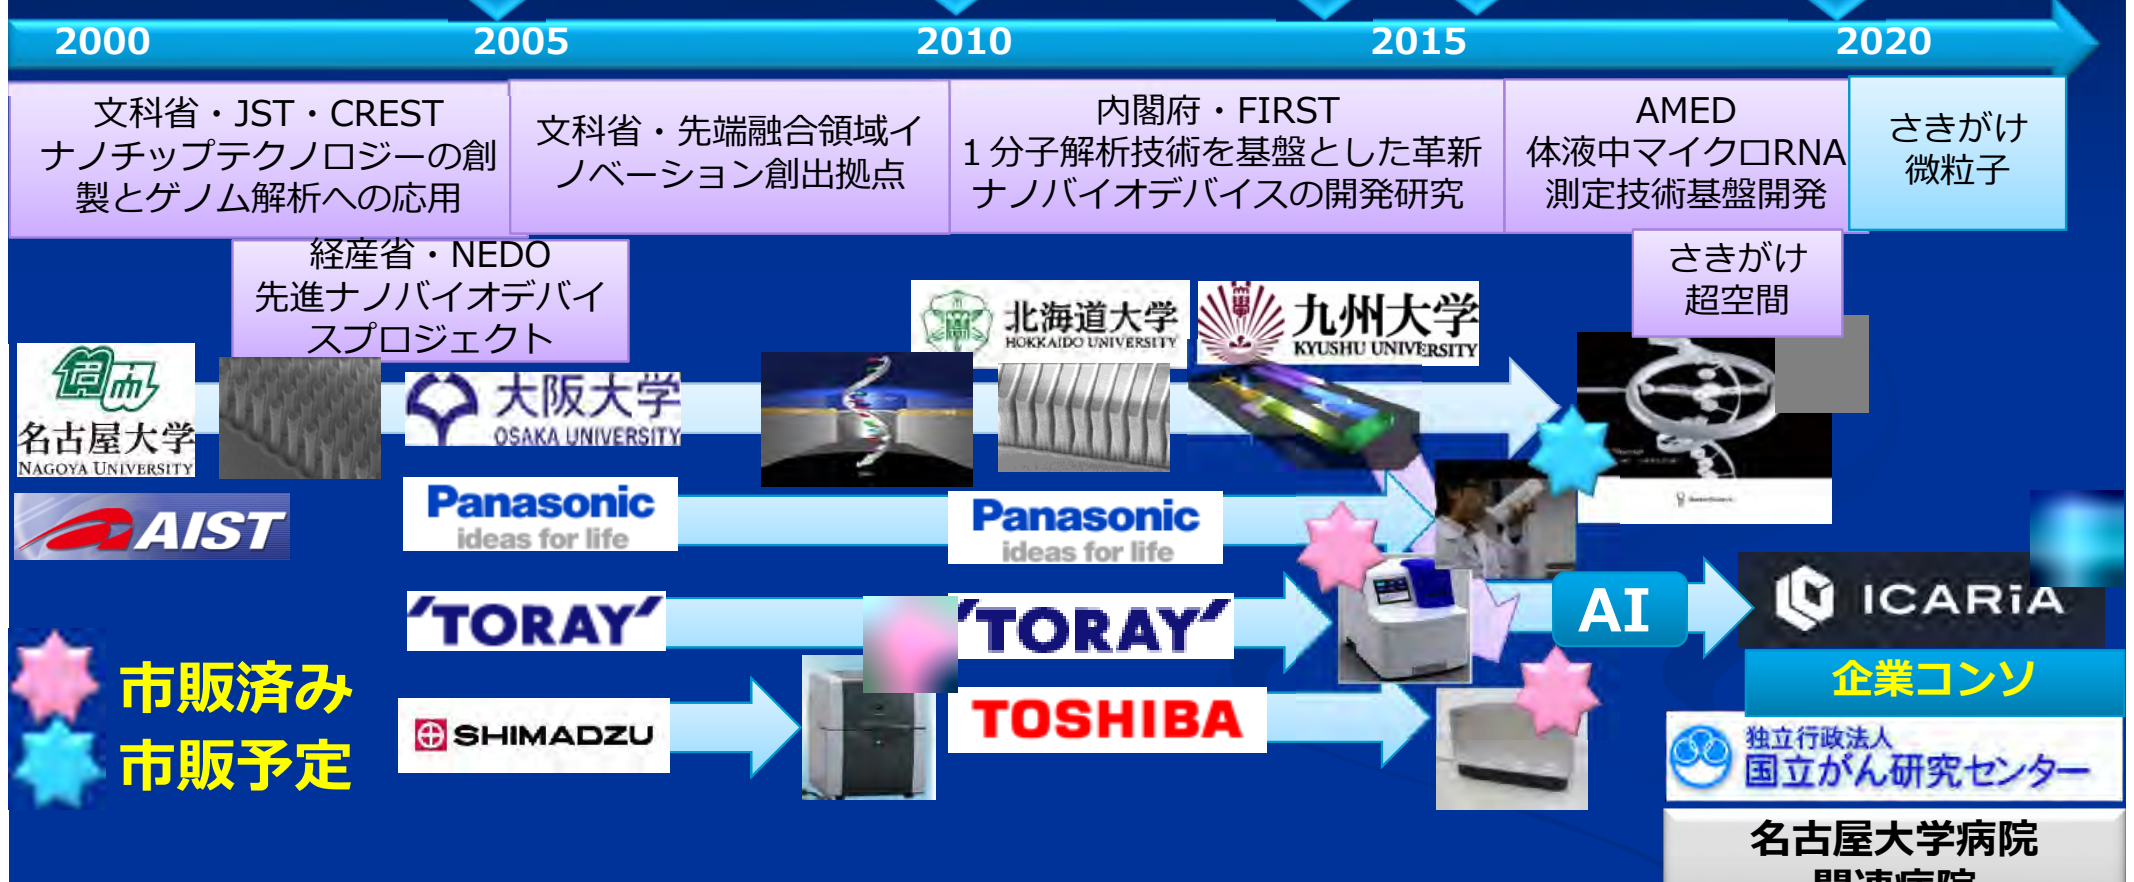 2000
2005
2010
2015
2020
文科省・JST・CREST
ナノチップテクノロジーの創
製とゲノム解析への応用
文科省・先端融合領域イ
ノベーション創出拠点
内閣府・FIRST
１分子解析技術を基盤とした革新
ナノバイオデバイスの開発研究
AMED
体液中マイクロRNA
測定技術基盤開発
さきがけ
微粒子
経産省・NEDO
先進ナノバイオデバイ
スプロジェクト
さきがけ
超空間
名古屋大学
NAGOYA UNIVERSITY
大阪大学
OSAKA UNIVERSITY
北海道大学
HOKKAIDO UNIVERSITY
九州大学
KYUSHU UNIVERSITY
AIST
Panasonic
ideas for life
Panasonic
ideas for life
'TORAY'
'TORAY'
AI
ICARiA
企業コンソ
市販済み
市販予定
SHIMADZU
TOSHIBA
独立行政法人
国立がん研究センター
名古屋大学病院
関連病院